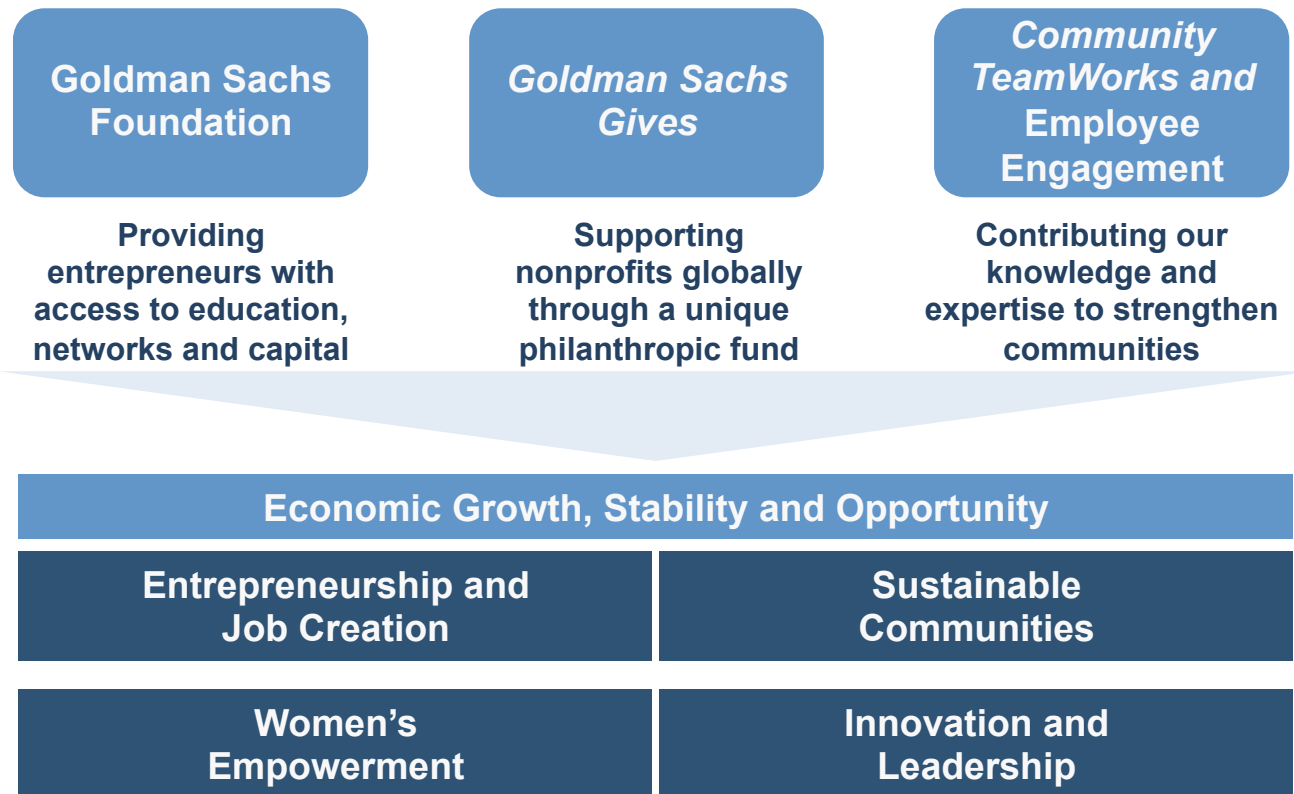 Goldman Sachs
Foundation
Goldman Sachs
Gives
Community
TeamWorks and
Employee
Engagement
Providing
entrepreneurs with
access to education,
networks and capital
Supporting
nonprofits globally
through a unique
philanthropic fund
Contributing our
knowledge and
expertise to strengthen
communities
Economic Growth, Stability and Opportunity
Entrepreneurship and
Job Creation
Sustainable
Communities
Women’s
Empowerment
Innovation and
Leadership